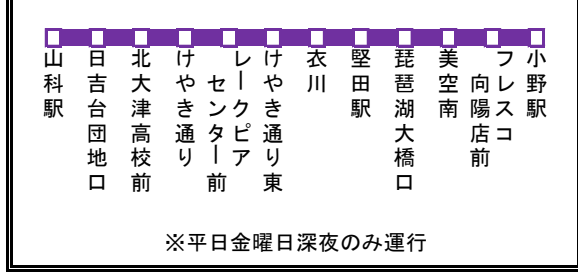 山科駅
日吉台団地口
北大津高校前
けやき通り
レークピア
センター前
けやき通り東
衣川
堅田駅
琵琶湖大橋口
美空南
フレスコ
向陽店前
小野駅
※平日金曜日深夜のみ運行